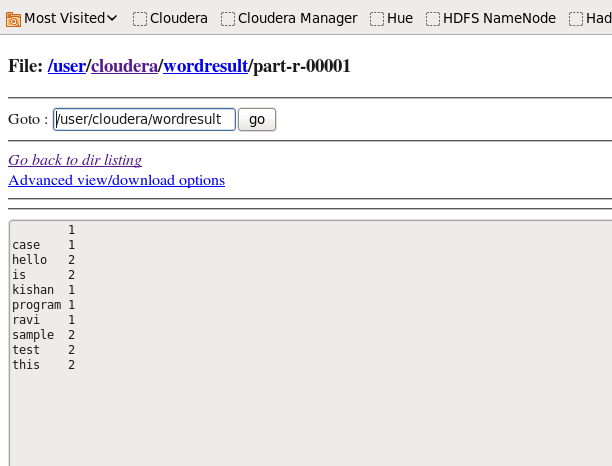 Most Visited Cloudera Cloudera Manager Hue HDFS NameNode Had
File: /user/cloudera/wordresult/part-r-00001
Goto : /user/cloudera/wordresult go
Go back to dir listing
Advanced view/download options
1
case 1
hello 2
is 2
kishan 1
program 1
ravi 1
sample 2
test 2
this 2